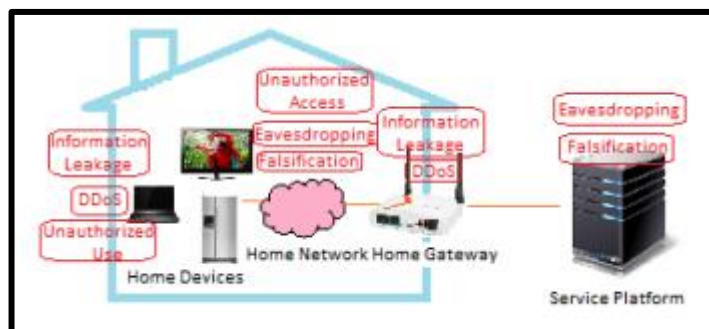 Unauthorized
Access
Information
Leakage
Eavesdropping
Falsification
Information
Leakage
DDoS
Eavesdropping
Falsification
DDoS
Unauthorized
Use
Home Devices
Home Network
Home Gateway
Service Platform